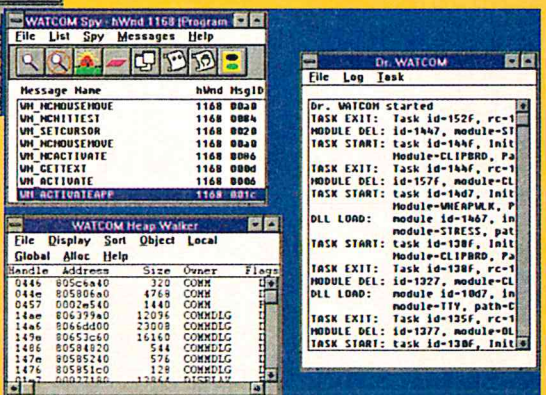 WATCOM Spy - hWnd 1168 (Program
File List Spy Messages Help
Message Name hWnd MsgID
WM_NCMOUSEMOVE 1168 00a0
WM_NCHITTEST 1168 0084
WM_SETCURSOR 1168 0020
WM_NCMOUSEMOVE 1168 00a0
WM_NCACTIVATE 1168 0086
WM_GETTEXT 1168 000d
WM_ACTIVATE 1168 0006
WM_ACTIVATEAPP 1168 001c
WATCOM Heap Walker
File Display Sort Object Local
Global Alloc Help
Handle Address Size Owner Flags
0446 805c6a40 320 COMM D
044e 805806a0 4768 COMM
0457 0002e540 1440 COMM
14ae 806399a0 12096 COMMDLG D
14a6 8066dd00 23008 COMMDLG D
149e 80653c60 16160 COMMDLG D
1486 80584820 544 COMMDLG D
147e 80585240 576 COMMDLG D
1476 805851c0 128 COMMDLG D
DISPLAY
Dr. WATCOM
File Log Task
Dr. WATCOM started
TASK EXIT: Task id-152f, rc-1
MODULE DEL: id-1447, module-ST
TASK START: task id-144f, Init
Module-CLIPBRD, Pa
TASK EXIT: Task id-144f, rc-1
MODULE DEL: id-157f, module-CL
TASK START: task id-14d7, Init
Module-WHEAPWLK, P
DLL LOAD: module id-1467, in
module-STRESS, pat
TASK START: task id-138f, Init
Module-CLIPBRD, Pa
TASK EXIT: Task id-138f, rc-1
MODULE DEL: id-1327, module-CL
DLL LOAD: module id-10d7, in
module-TTY, path-C
TASK EXIT: Task id-135f, rc-1
MODULE DEL: id-1377, module-OL
TASK START: task id-130f, Init